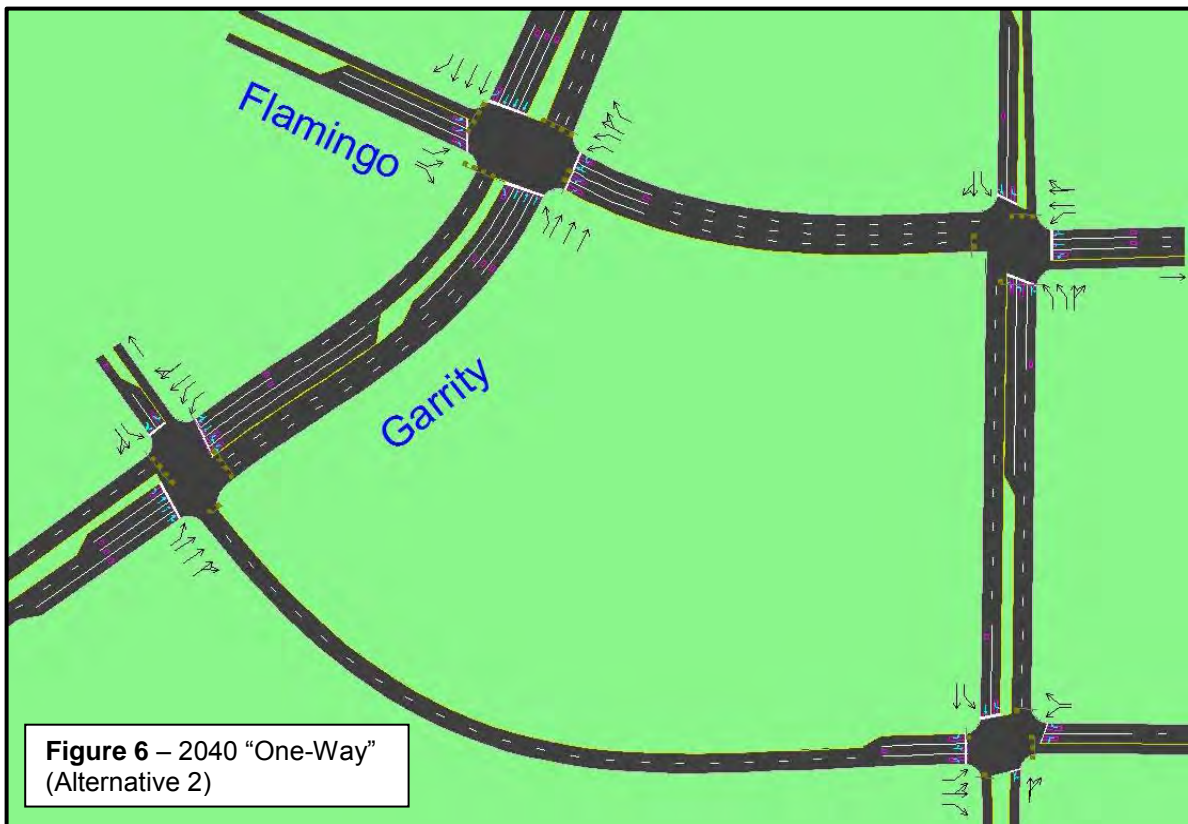 Flamingo
Garrity
Figure 6 – 2040 “One-Way”
(Alternative 2)